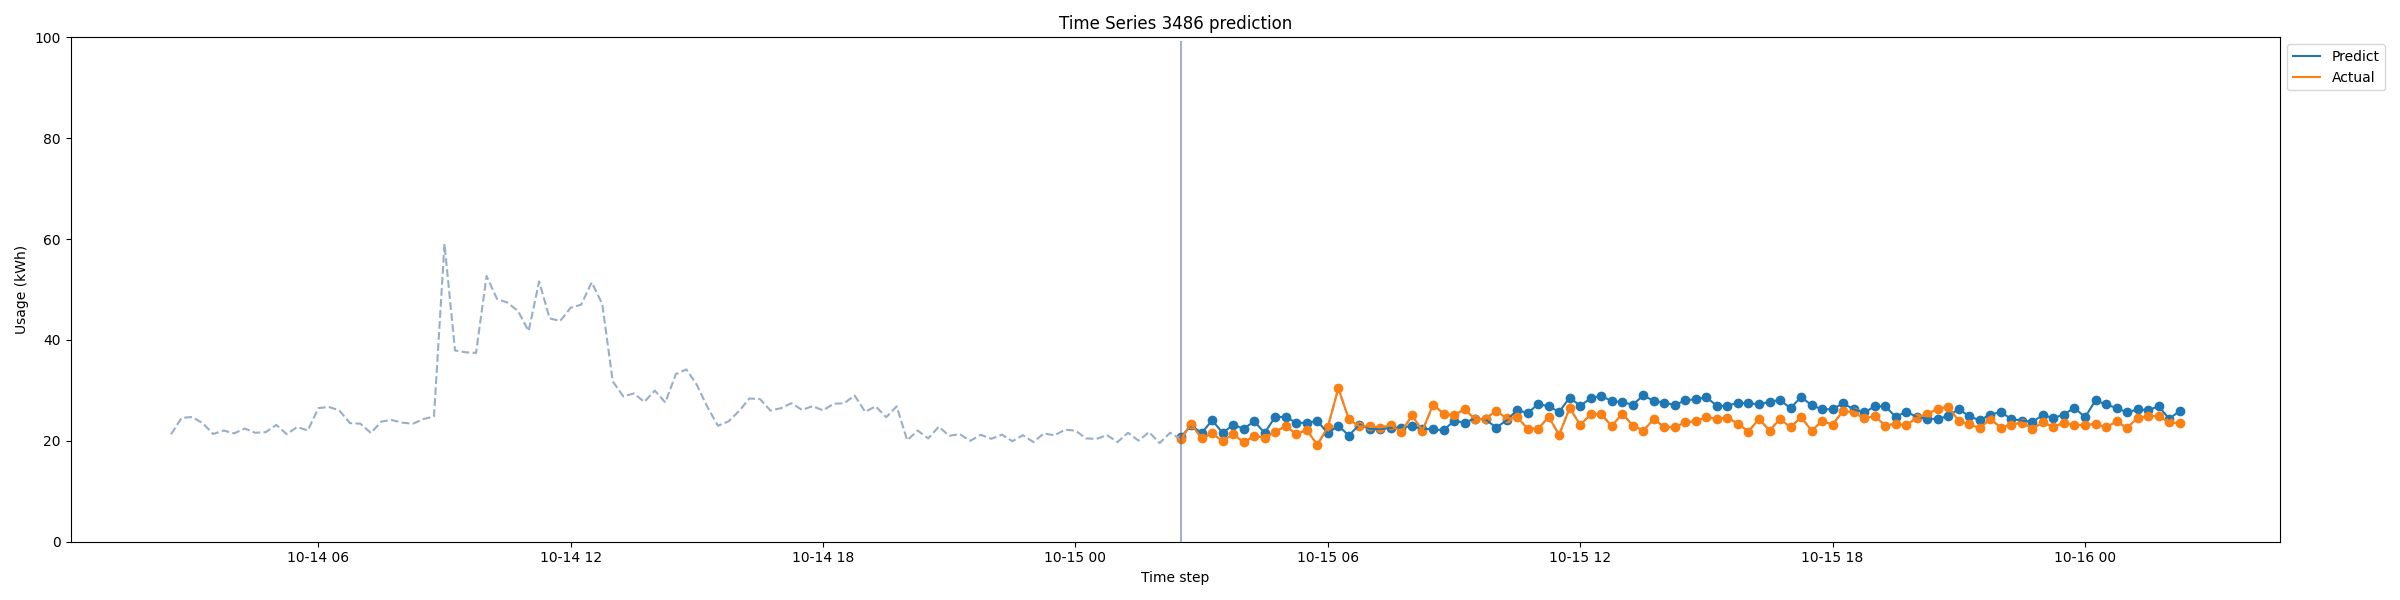 Time Series 3486 prediction
100
80
60
40
20
0
Usage (kWh)
10-14 06
10-14 12
10-14 18
10-15 00
10-15 06
10-15 12
10-15 18
10-16 00
Time step
Predict
Actual